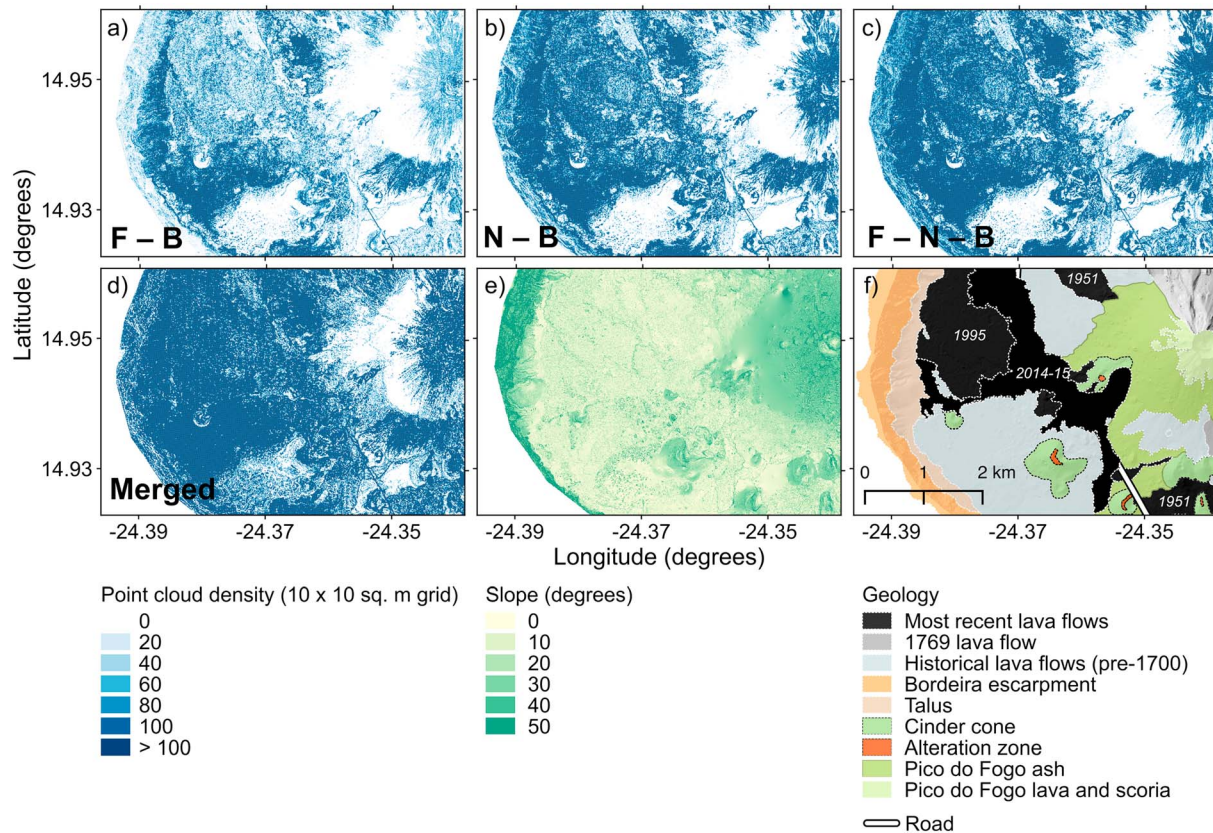 a)
b)
c)
14.95
14.93
F – B
N – B
F – N – B
Latitude (degrees)
d)
e)
f)
1951
14.95
1995
2014-15
14.93
0
1
2 km
Merged
1951
-24.39
-24.37
-24.35
-24.39
-24.37
-24.35
-24.39
-24.37
-24.35
Longitude (degrees)
Point cloud density (10 x 10 sq. m grid)
0
20
40
60
80
100
> 100
Slope (degrees)
0
10
20
30
40
50
Geology
Most recent lava flows
1769 lava flow
Historical lava flows (pre-1700)
Bordeira escarpment
Talus
Cinder cone
Alteration zone
Pico do Fogo ash
Pico do Fogo lava and scoria
Road